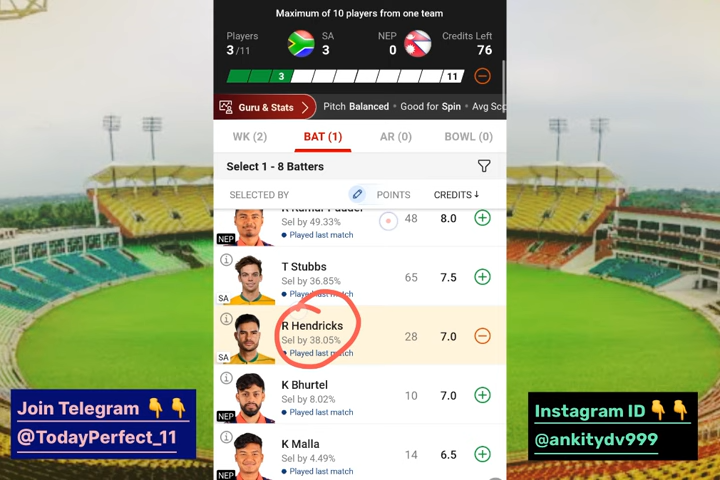 Maximum of 10 players from one team
Players SA NEP Credits Left
3/11 3 0 76
3 11
Guru & Stats Pitch Balanced • Good for Spin • Avg
WK (2) BAT (1) AR (0) BOWL (0)
Select 1 - 8 Batters
SELECTED BY POINTS CREDITS ↓
Sel by 49.33% 48 8.0
NEP • Played last match
T Stubbs
Sel by 36.85% 65 7.5
SA • Played last match
R Hendricks
Sel by 38.05% 28 7.0
SA • Played last match
K Bhurtel
Sel by 8.02% 10 7.0
NEP • Played last match
K Malla
Sel by 4.49% 14 6.5
NEP • Played last match
Join Telegram 👇👇
@TodayPerfect_11
Instagram ID👇👇
@ankitydv999